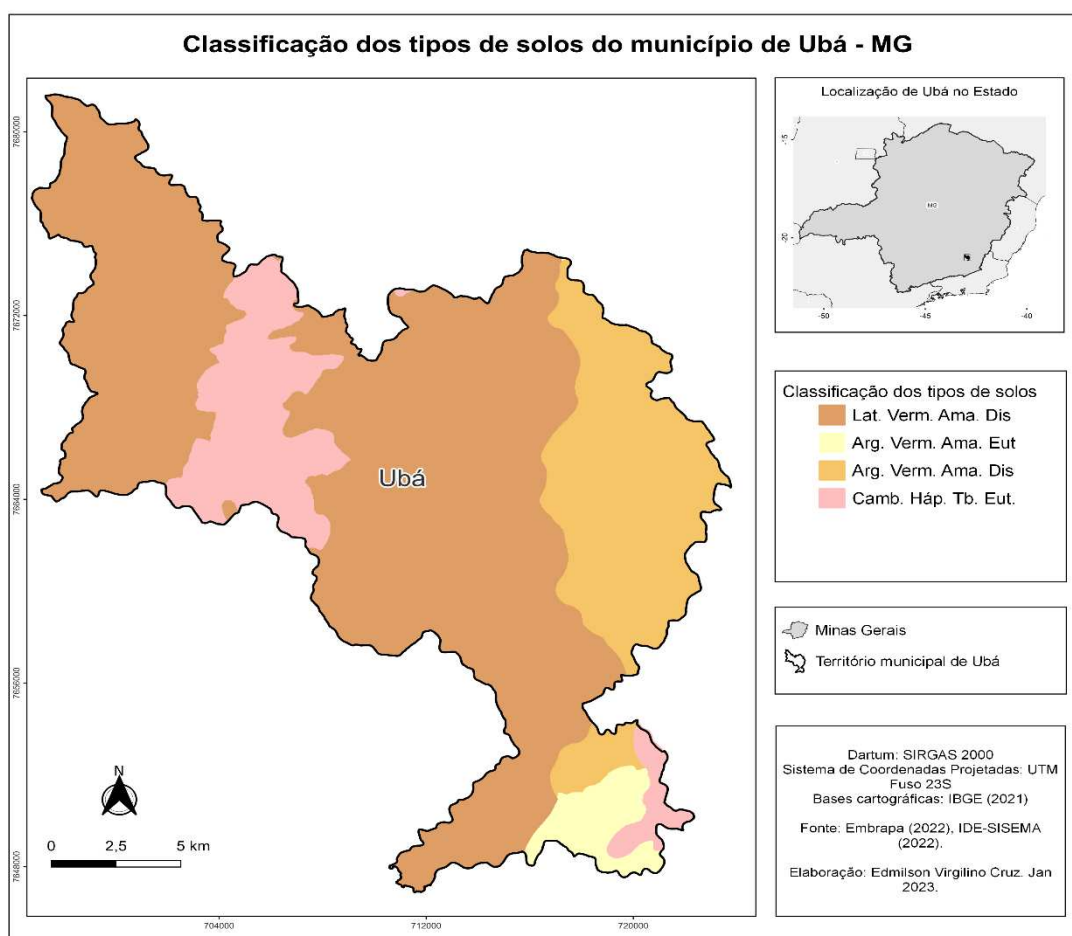 Classificação dos tipos de solos do município de Ubá - MG
Localização de Ubá no Estado
MG
-15
-20
-50
-45
-40
7680000
7672000
7664000
7656000
7648000
704000
712000
720000
Ubá
N
0 2,5 5 km
Classificação dos tipos de solos
Lat. Verm. Ama. Dis
Arg. Verm. Ama. Eut
Arg. Verm. Ama. Dis
Camb. Háp. Tb. Eut.
Minas Gerais
Território municipal de Ubá
Dartum: SIRGAS 2000
Sistema de Coordenadas Projetadas: UTM
Fuso 23S
Bases cartográficas: IBGE (2021)
Fonte: Embrapa (2022), IDE-SISEMA
(2022).
Elaboração: Edmilson Virgilino Cruz. Jan
2023.